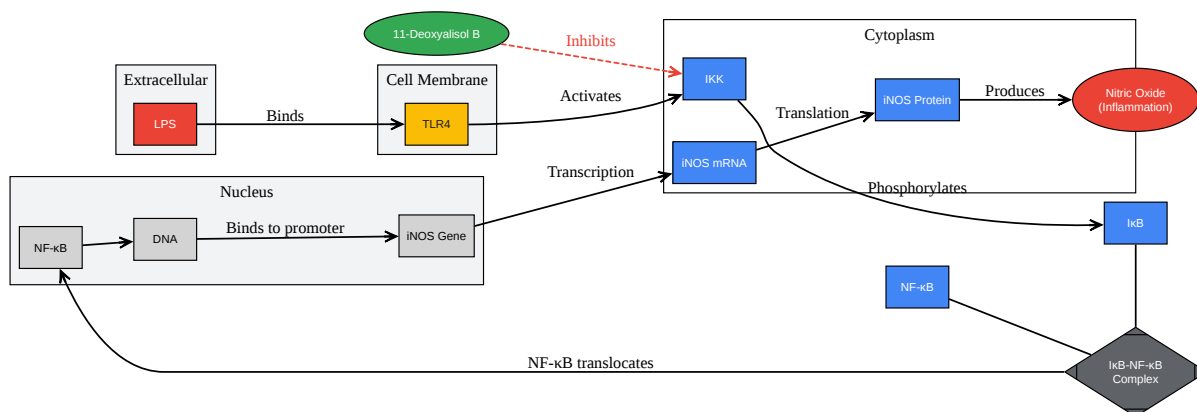 11-Deoxyalisol B
Inhibits
Cytoplasm
Extracellular
Cell Membrane
IKK
Nitric Oxide
(Inflammation)
iNOS Protein
Produces
Activates
LPS
Binds
TLR4
Translation
iNOS mRNA
Transcription
Nucleus
Phosphorylates
IκB
NF-κB
DNA
Binds to promoter
iNOS Gene
NF-κB
NF-κB translocates
IκB-NF-κB
Complex